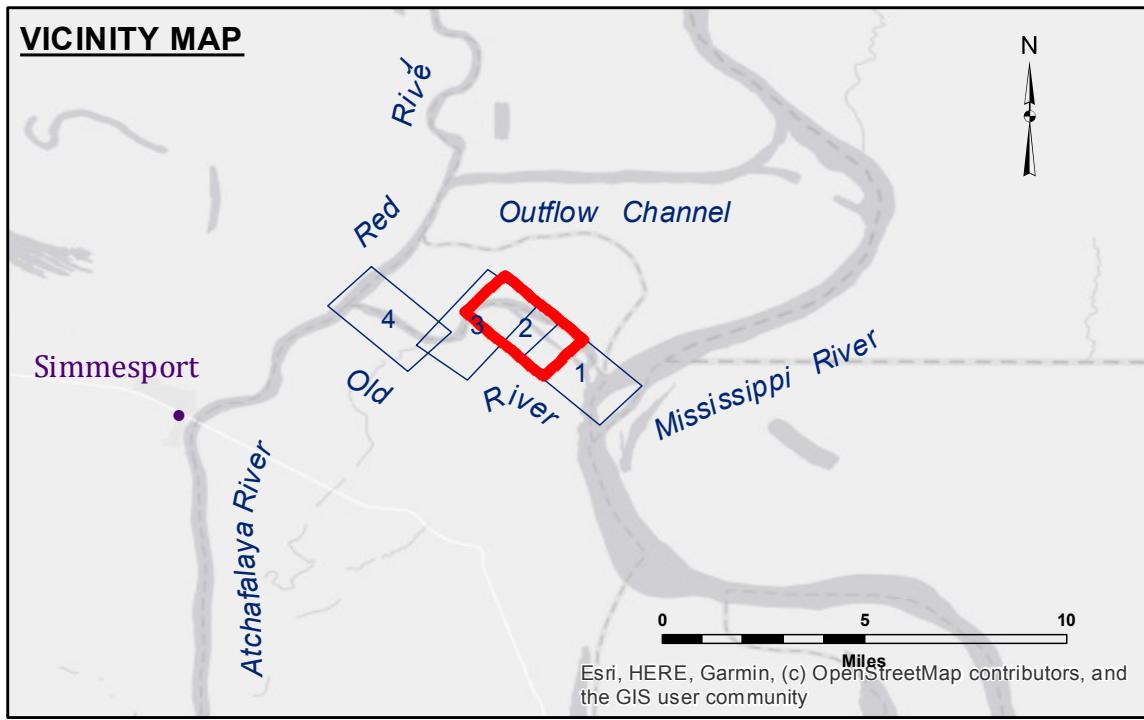 VICINITY MAP
N
Red River
Outflow Channel
4
3
2
1
Simmesport
Old River
Mississippi River
Atchafalaya River
0 5 10
Miles
Esri, HERE, Garmin, (c) OpenStreetMap contributors, and
the GIS user community